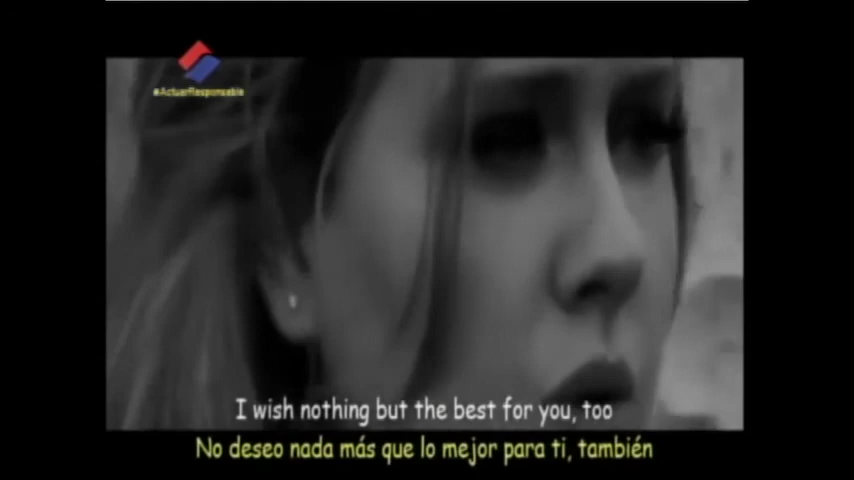 #ActuarResponsable
I wish nothing but the best for you, too
No deseo nada más que lo mejor para ti, también